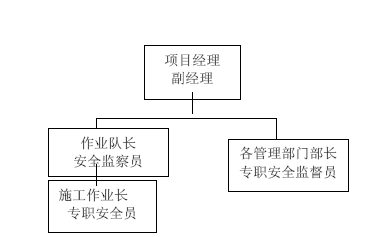 项目经理
副经理
作业队长
安全监察员
各管理部门部长
专职安全监督员
施工作业长
专职安全员